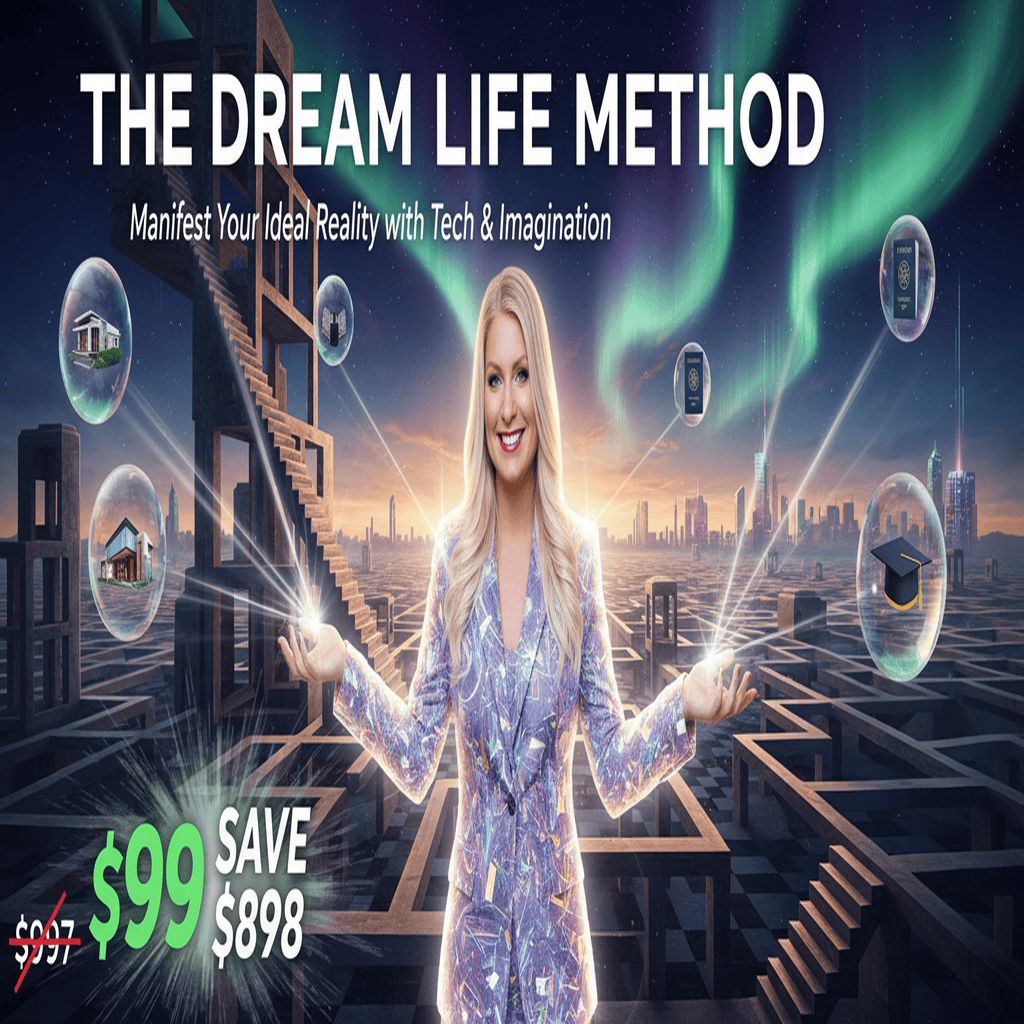 THE DREAM LIFE METHOD
Manifest Your Ideal Reality with Tech & Imagination
$997
$99
SAVE
$898